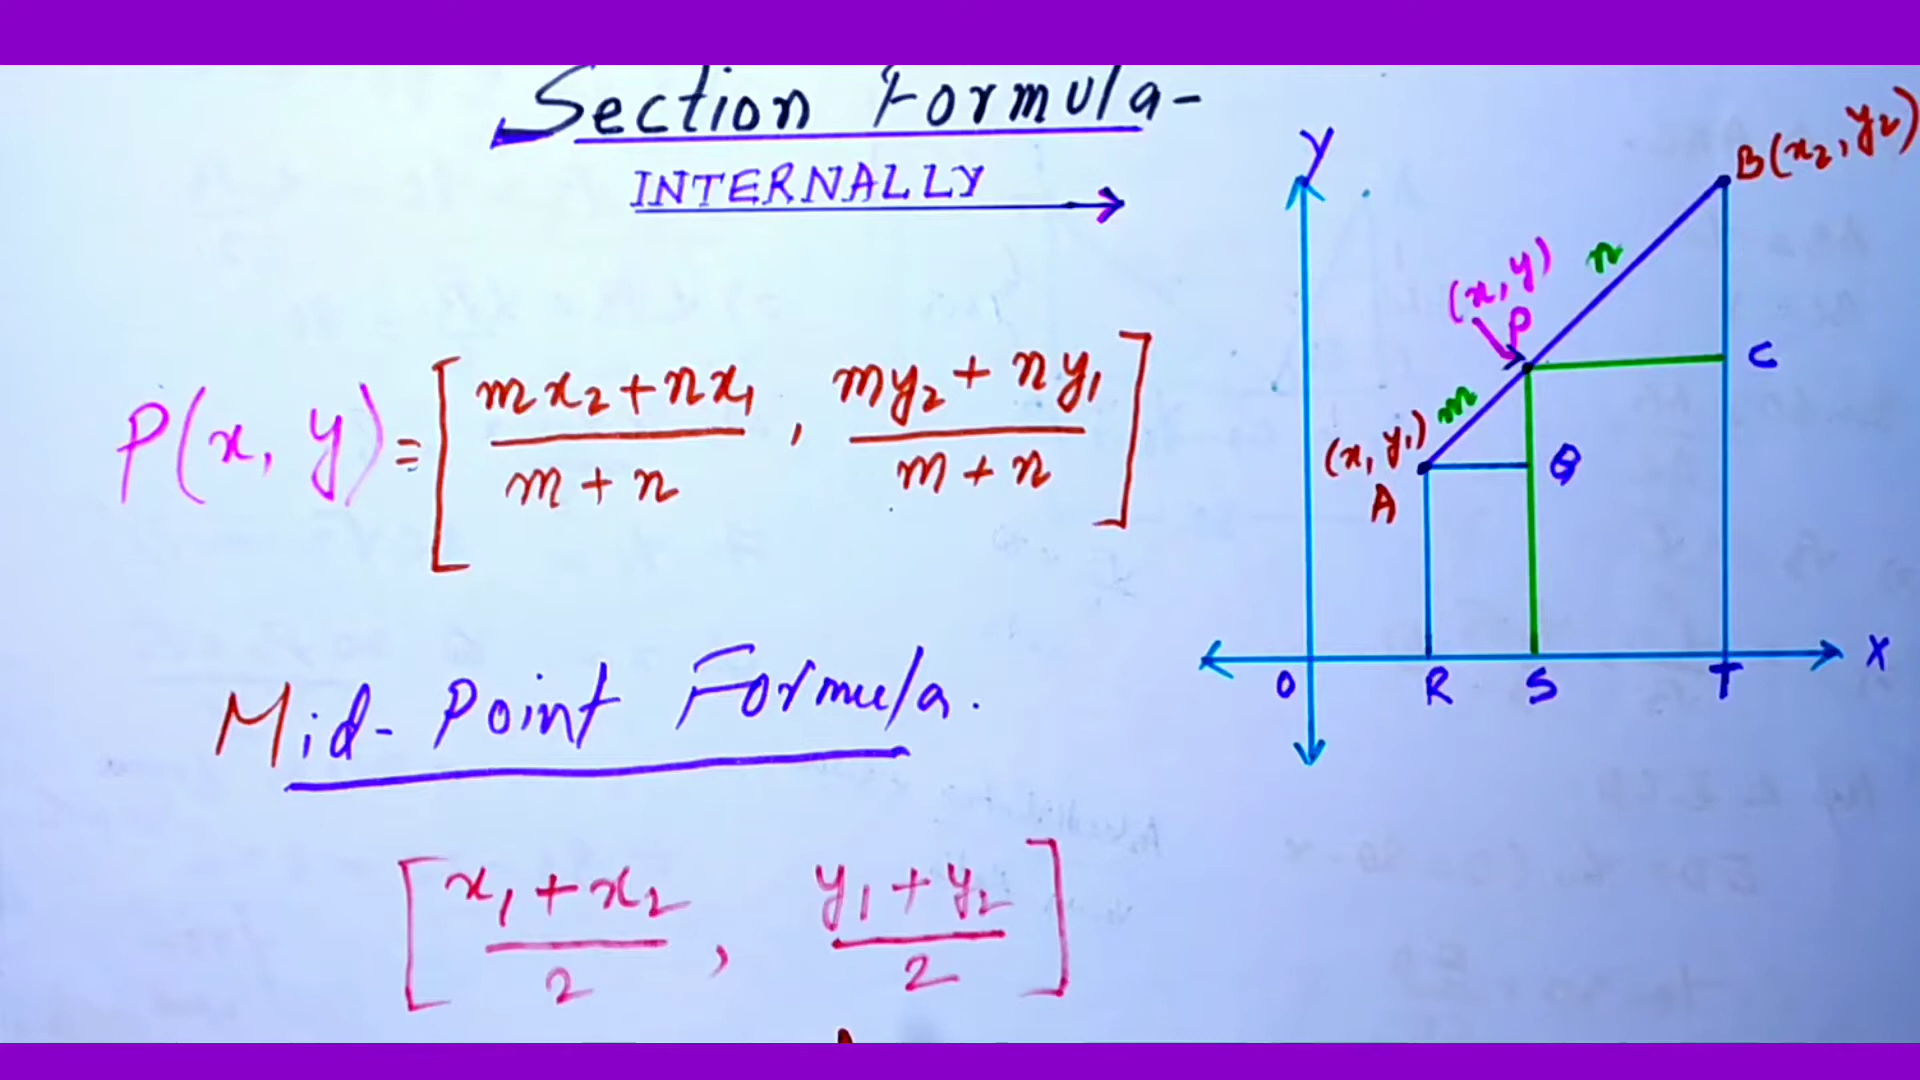 Section Formula-
INTERNALLY
P(x, y) = [ mx₂+nx₁ / m+n , my₂+ny₁ / m+n ]
Mid-Point Formula.
[ x₁+x₂ / 2 , y₁+y₂ / 2 ]
Y
B(x₂, y₂)
n
(x, y)
P
C
m
(x, y₁)
Q
A
X
O R S T